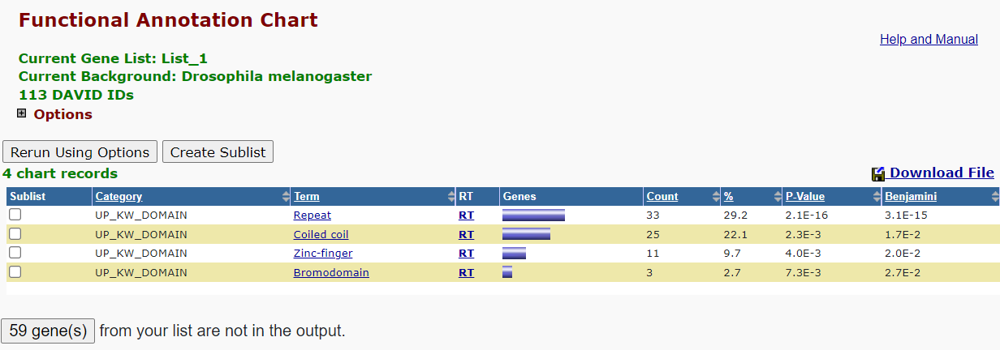 Functional Annotation Chart
Help and Manual
Current Gene List: List_1
Current Background: Drosophila melanogaster
113 DAVID IDs
Options
Rerun Using Options Create Sublist
4 chart records Download File
Sublist Category Term RT Genes Count % P-Value Benjamini
UP_KW_DOMAIN Repeat RT 33 29.2 2.1E-16 3.1E-15
UP_KW_DOMAIN Coiled coil RT 25 22.1 2.3E-3 1.7E-2
UP_KW_DOMAIN Zinc-finger RT 11 9.7 4.0E-3 2.0E-2
UP_KW_DOMAIN Bromodomain RT 3 2.7 7.3E-3 2.7E-2
59 gene(s) from your list are not in the output.